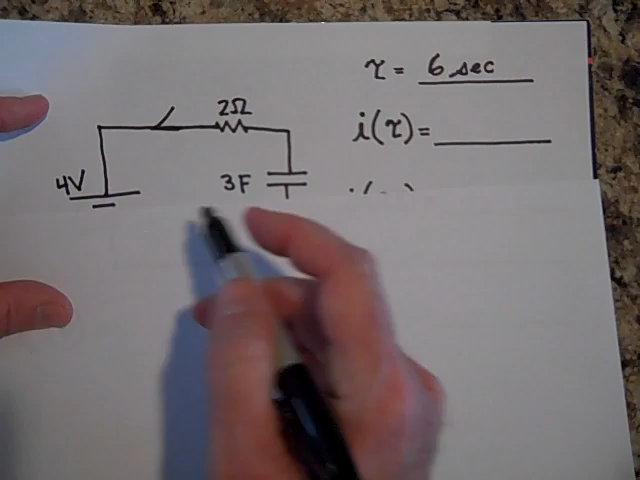 τ = 6 sec
2Ω
i(τ) =
4V
3F